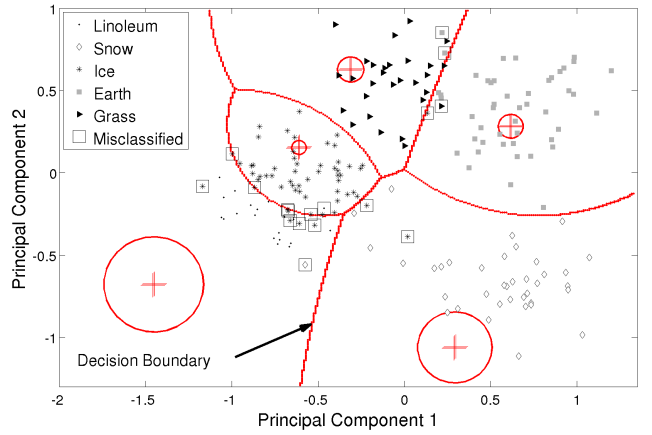 Linoleum
Snow
Ice
Earth
Grass
Misclassified
1
0.5
0
-0.5
-1
Principal Component 2
Decision Boundary
-2
-1.5
-1
-0.5
0
0.5
1
Principal Component 1